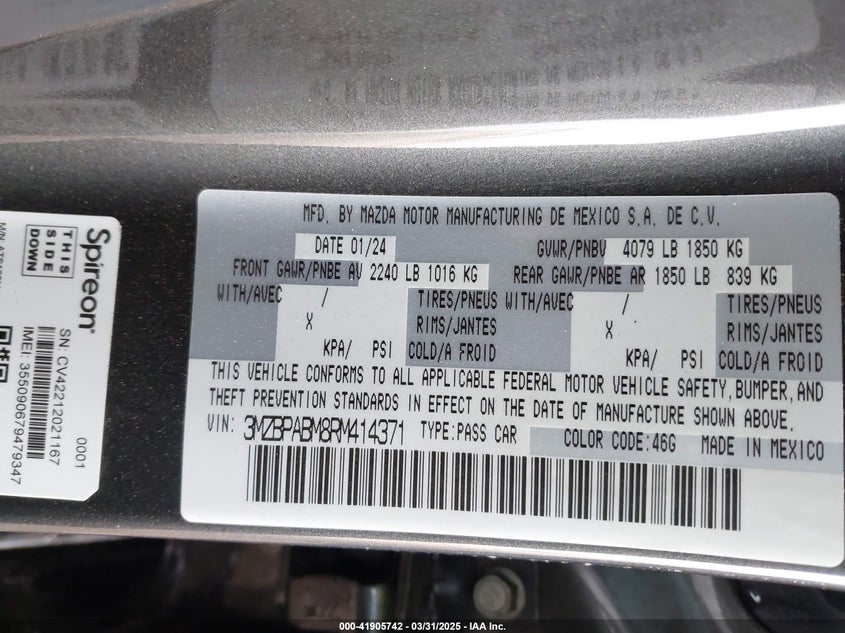 MFD. BY MAZDA MOTOR MANUFACTURING DE MEXICO S.A. DE C.V.
DATE 01/24 GVWR/PNBV 4079 LB 1850 KG
FRONT GAWR/PNBE AV 2240 LB 1016 KG REAR GAWR/PNBE AR 1850 LB 839 KG
WITH/AVEC / TIRES/PNEUS WITH/AVEC / TIRES/PNEUS
X RIMS/JANTES X RIMS/JANTES
KPA/ PSI COLD/A FROID KPA/ PSI COLD/A FROID
THIS VEHICLE CONFORMS TO ALL APPLICABLE FEDERAL MOTOR VEHICLE SAFETY, BUMPER, AND
THEFT PREVENTION STANDARDS IN EFFECT ON THE DATE OF MANUFACTURE SHOWN ABOVE.
VIN: 3MZBPABM8RM414371 TYPE:PASS CAR COLOR CODE:46G MADE IN MEXICO
Spireon®
THIS
SIDE
DOWN
SN: CV42212021167 0001
IMEI: 355090679479347
000-41905742 - 03/31/2025 - IAA Inc.